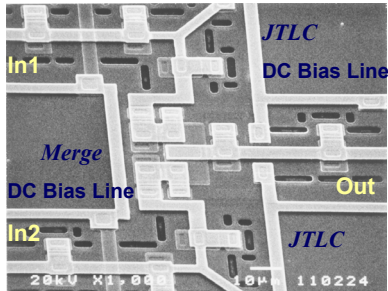 JTLC
In1
DC Bias Line
Merge
DC Bias Line
Out
In2
JTLC
20kV X1,000 10μm 110224